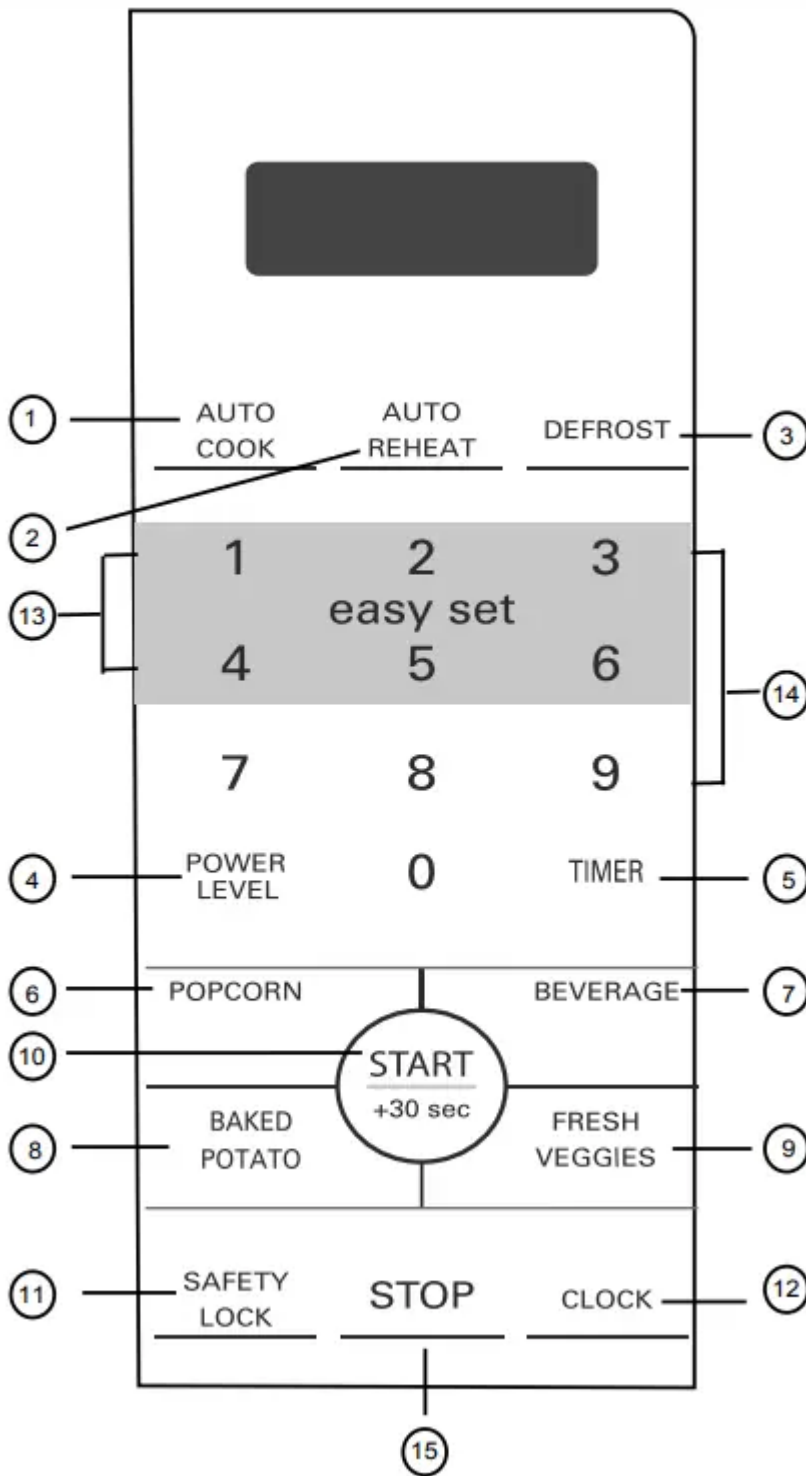 1
AUTO
COOK
AUTO
REHEAT
DEFROST
3
2
1
2
3
13
easy set
4
5
6
14
7
8
9
4
POWER
LEVEL
0
TIMER
5
6
POPCORN
BEVERAGE
7
10
START
+30 sec
8
BAKED
POTATO
FRESH
VEGGIES
9
11
SAFETY
LOCK
STOP
CLOCK
12
15